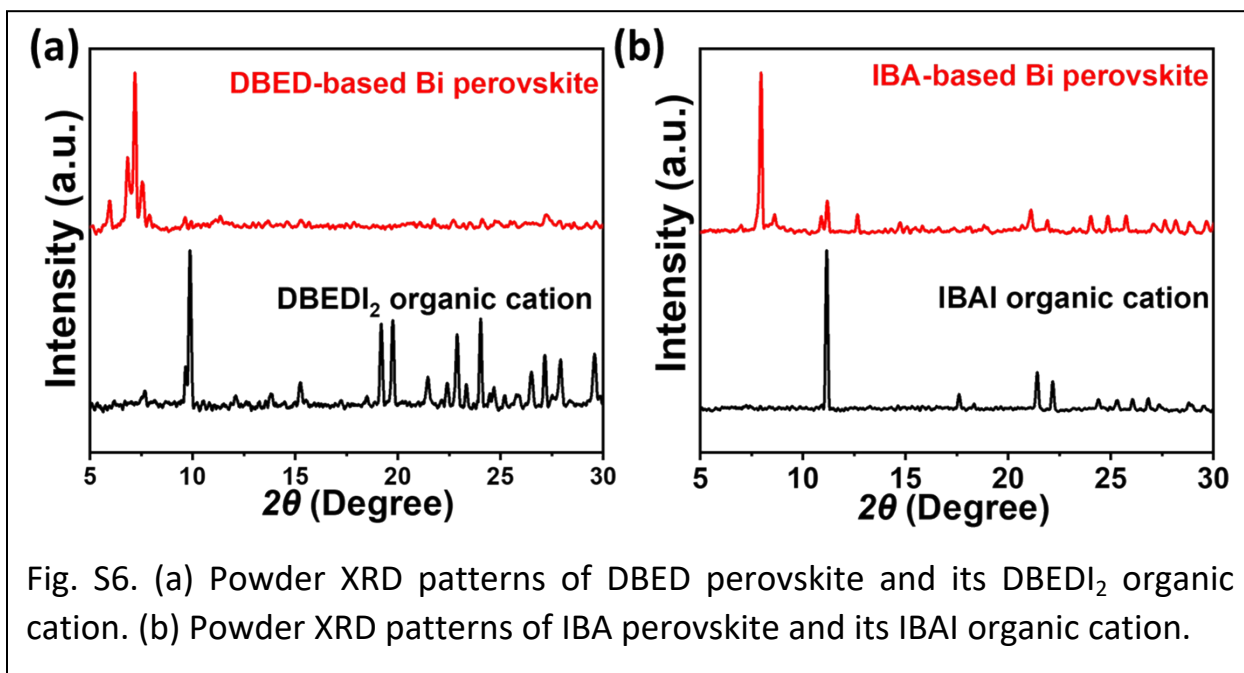 (a)
DBED-based Bi perovskite
DBEDI₂ organic cation
Intensity (a.u.)
5 10 15 20 25 30
2θ (Degree)
(b)
IBA-based Bi perovskite
IBAI organic cation
Intensity (a.u.)
5 10 15 20 25 30
2θ (Degree)
Fig. S6. (a) Powder XRD patterns of DBED perovskite and its DBEDI₂ organic
cation. (b) Powder XRD patterns of IBA perovskite and its IBAI organic cation.